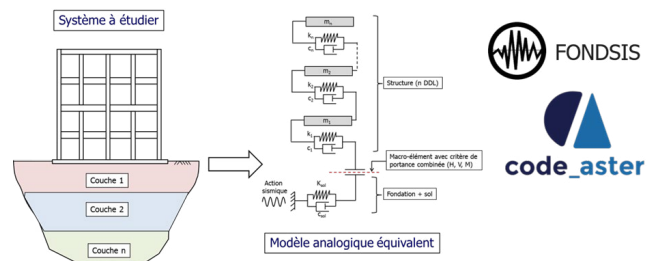 Système à étudier
Couche 1
Couche 2
Couche n
mₙ
kₙ
cₙ
m₂
k₂
c₂
m₁
k₁
c₁
Structure (n DDL)
Macro-élément avec critère de
portance combinée (H, V, M)
Action
sismique
Ksol
Csol
Fondation + sol
Modèle analogique équivalent
FONDSIS
code_aster